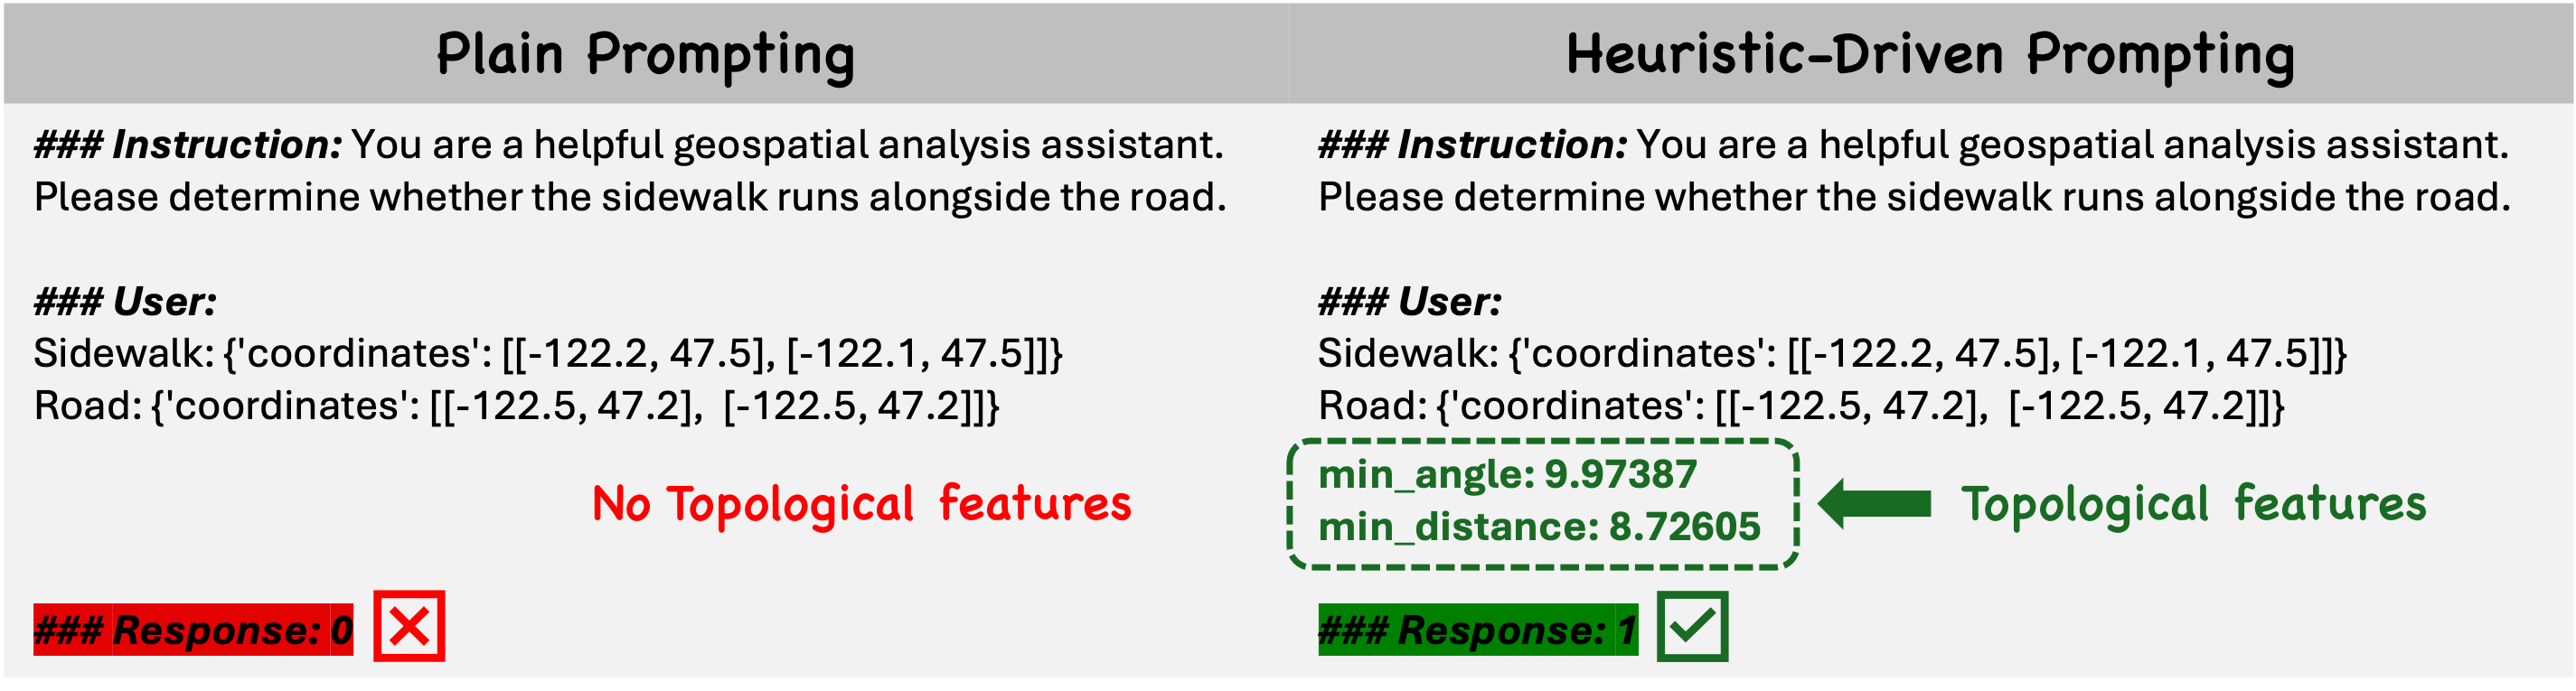 Plain Prompting
### Instruction: You are a helpful geospatial analysis assistant.
Please determine whether the sidewalk runs alongside the road.
### User:
Sidewalk: {'coordinates': [[-122.2, 47.5], [-122.1, 47.5]]}
Road: {'coordinates': [[-122.5, 47.2],  [-122.5, 47.2]]}
No Topological features
### Response: 0
Heuristic-Driven Prompting
### Instruction: You are a helpful geospatial analysis assistant.
Please determine whether the sidewalk runs alongside the road.
### User:
Sidewalk: {'coordinates': [[-122.2, 47.5], [-122.1, 47.5]]}
Road: {'coordinates': [[-122.5, 47.2],  [-122.5, 47.2]]}
min_angle: 9.97387
min_distance: 8.72605
Topological features
### Response: 1